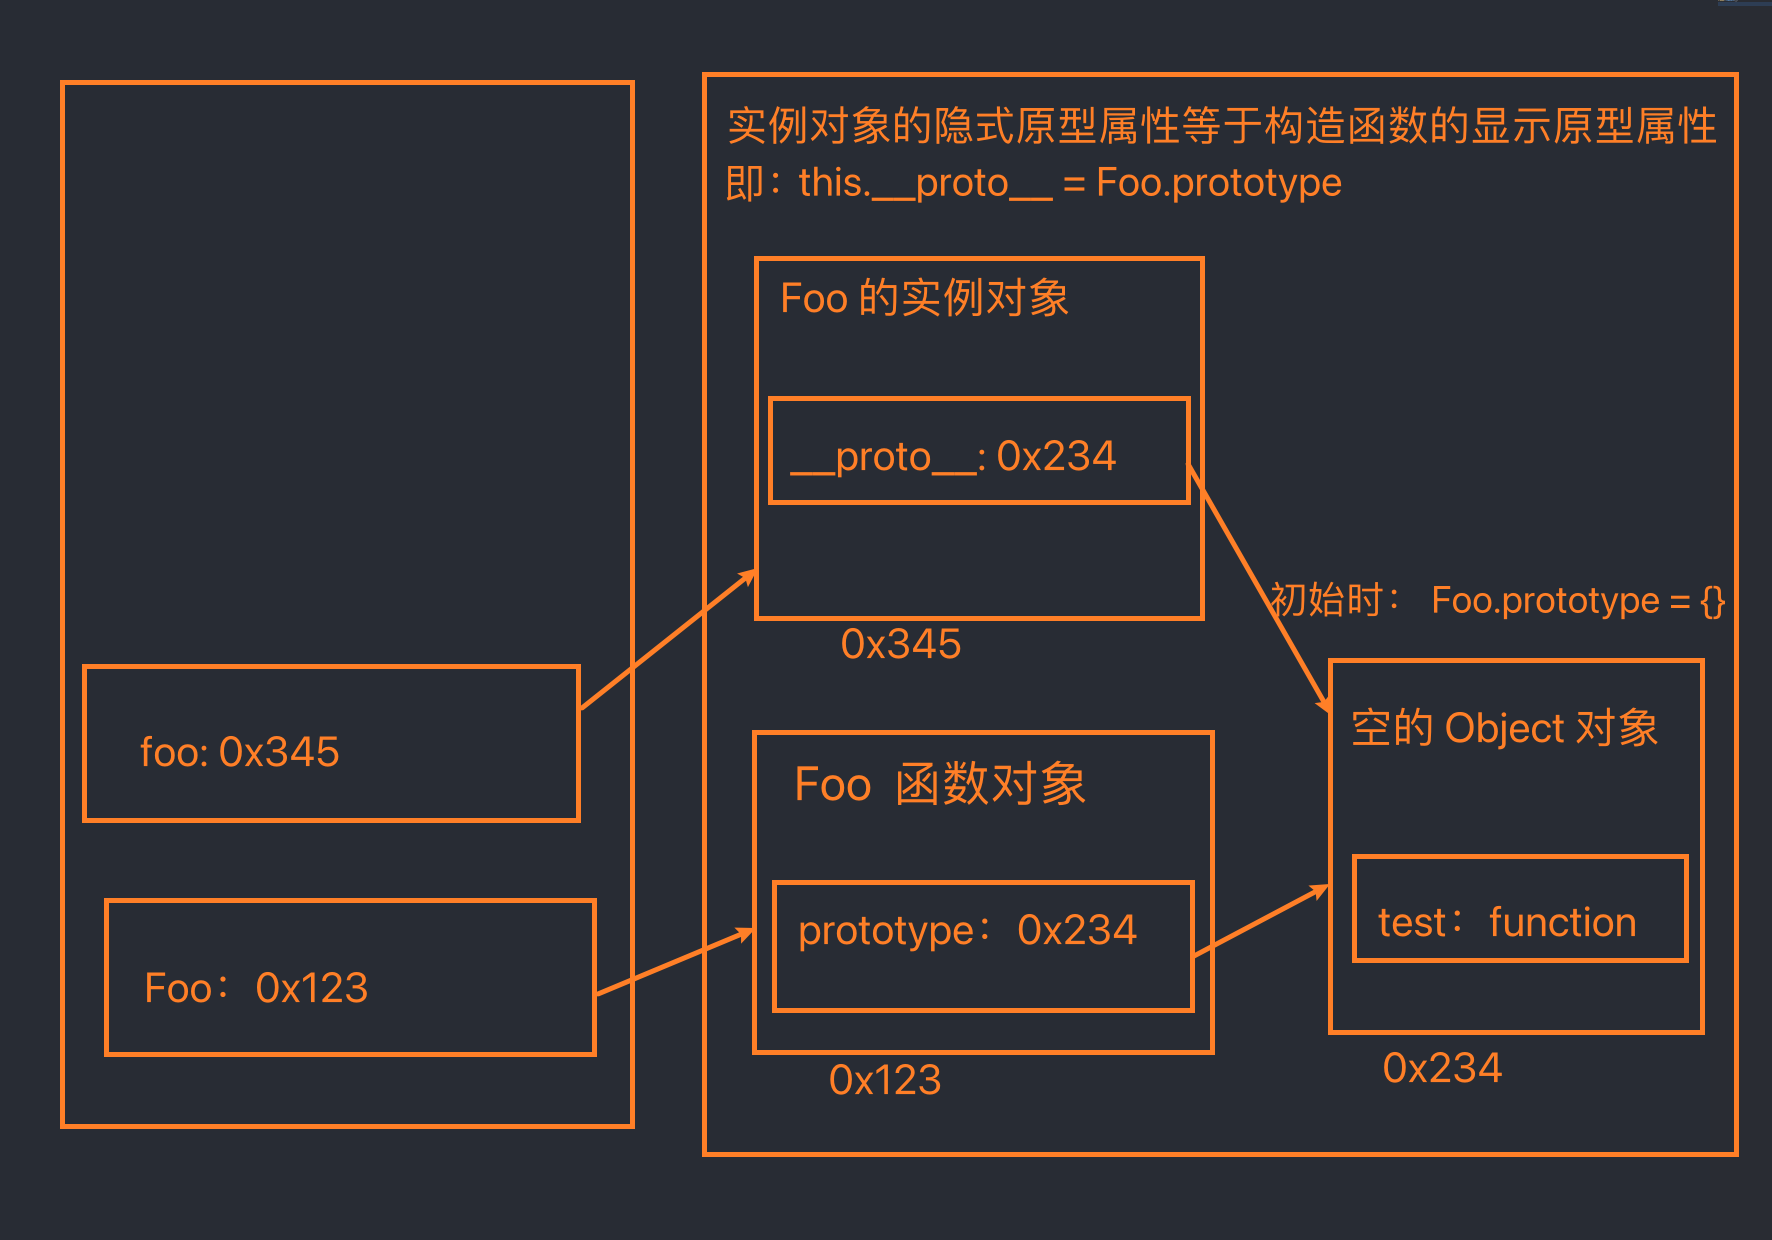 实例对象的隐式原型属性等于构造函数的显示原型属性
即：this.__proto__ = Foo.prototype
Foo 的实例对象
__proto__: 0x234
0x345
初始时： Foo.prototype = {}
foo: 0x345
空的 Object 对象
Foo 函数对象
prototype：0x234
test：function
Foo：0x123
0x123
0x234